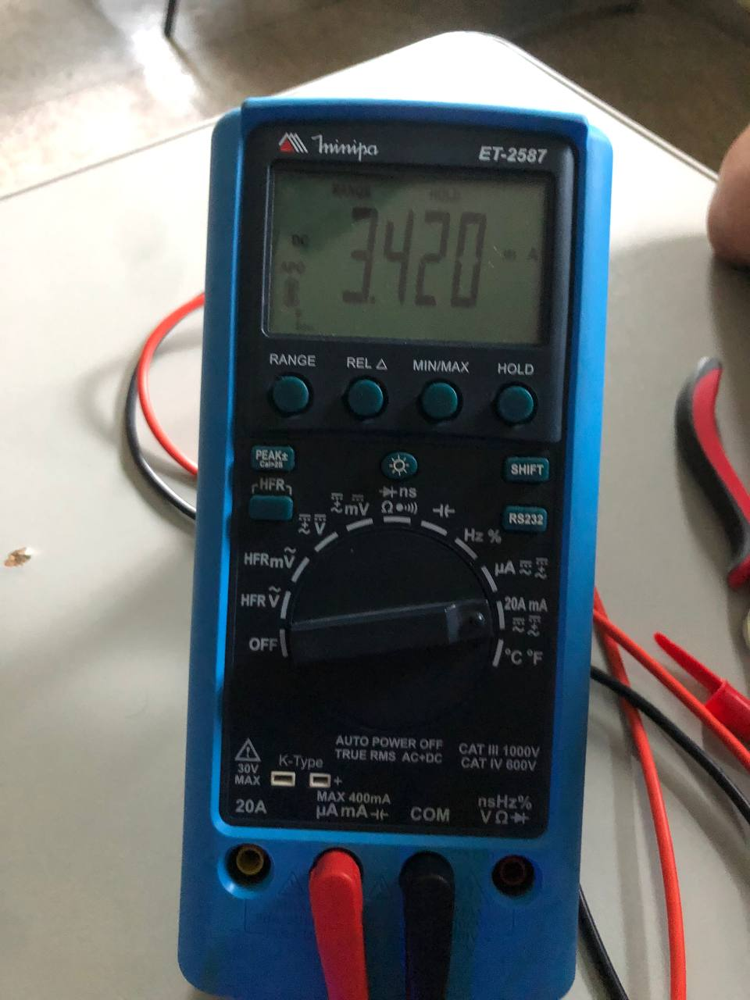 minipa ET-2587
RANGE HOLD
DC
APO
3.420 m A
RANGE REL △ MIN/MAX HOLD
PEAK±
Cal>2S
HFR
SHIFT
RS232
mV
ns
Ω
V
Hz %
HFR mV
µA
HFR V
20A mA
OFF
°C °F
AUTO POWER OFF
TRUE RMS AC+DC
CAT III 1000V
CAT IV 600V
30V
MAX
K-Type
+
20A
MAX 400mA
µA mA
COM
nsHz%
V Ω